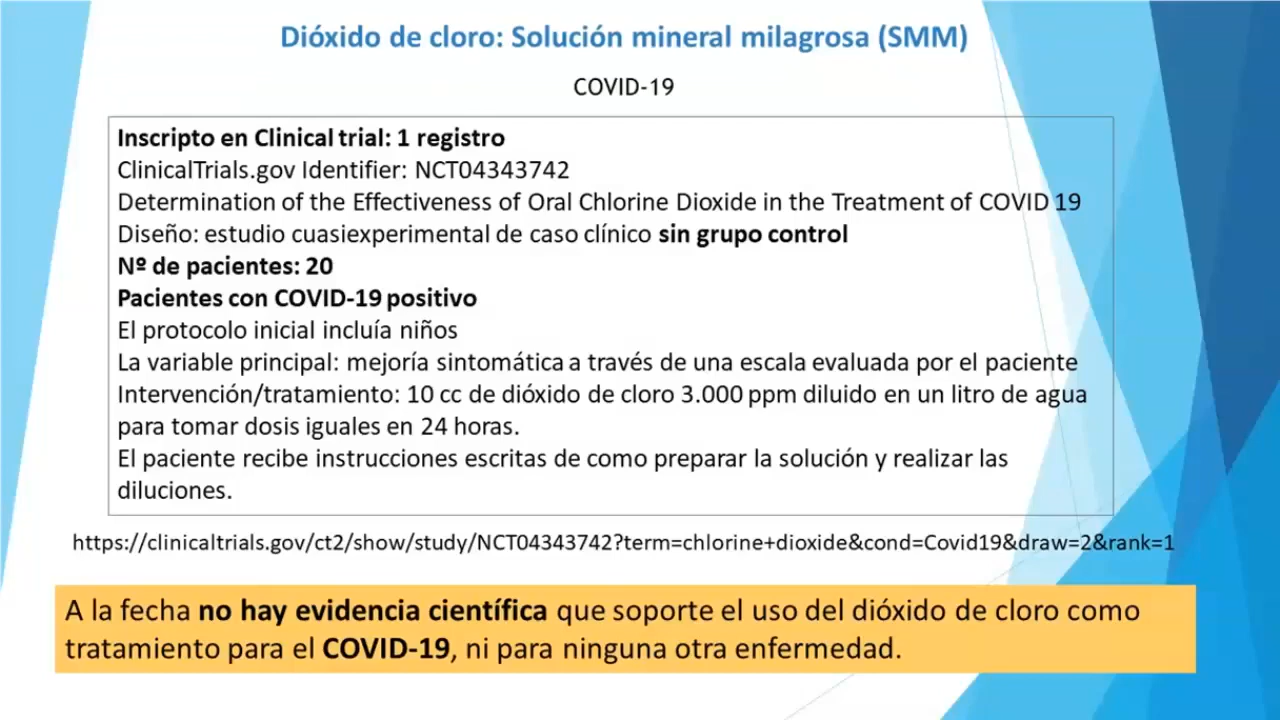 Dióxido de cloro: Solución mineral milagrosa (SMM)
COVID-19
Inscripto en Clinical trial: 1 registro
ClinicalTrials.gov Identifier: NCT04343742
Determination of the Effectiveness of Oral Chlorine Dioxide in the Treatment of COVID 19
Diseño: estudio cuasiexperimental de caso clínico sin grupo control
Nº de pacientes: 20
Pacientes con COVID-19 positivo
El protocolo inicial incluía niños
La variable principal: mejoría sintomática a través de una escala evaluada por el paciente
Intervención/tratamiento: 10 cc de dióxido de cloro 3.000 ppm diluido en un litro de agua
para tomar dosis iguales en 24 horas.
El paciente recibe instrucciones escritas de como preparar la solución y realizar las
diluciones.
https://clinicaltrials.gov/ct2/show/study/NCT04343742?term=chlorine+dioxide&cond=Covid19&draw=2&rank=1
A la fecha no hay evidencia científica que soporte el uso del dióxido de cloro como
tratamiento para el COVID-19, ni para ninguna otra enfermedad.